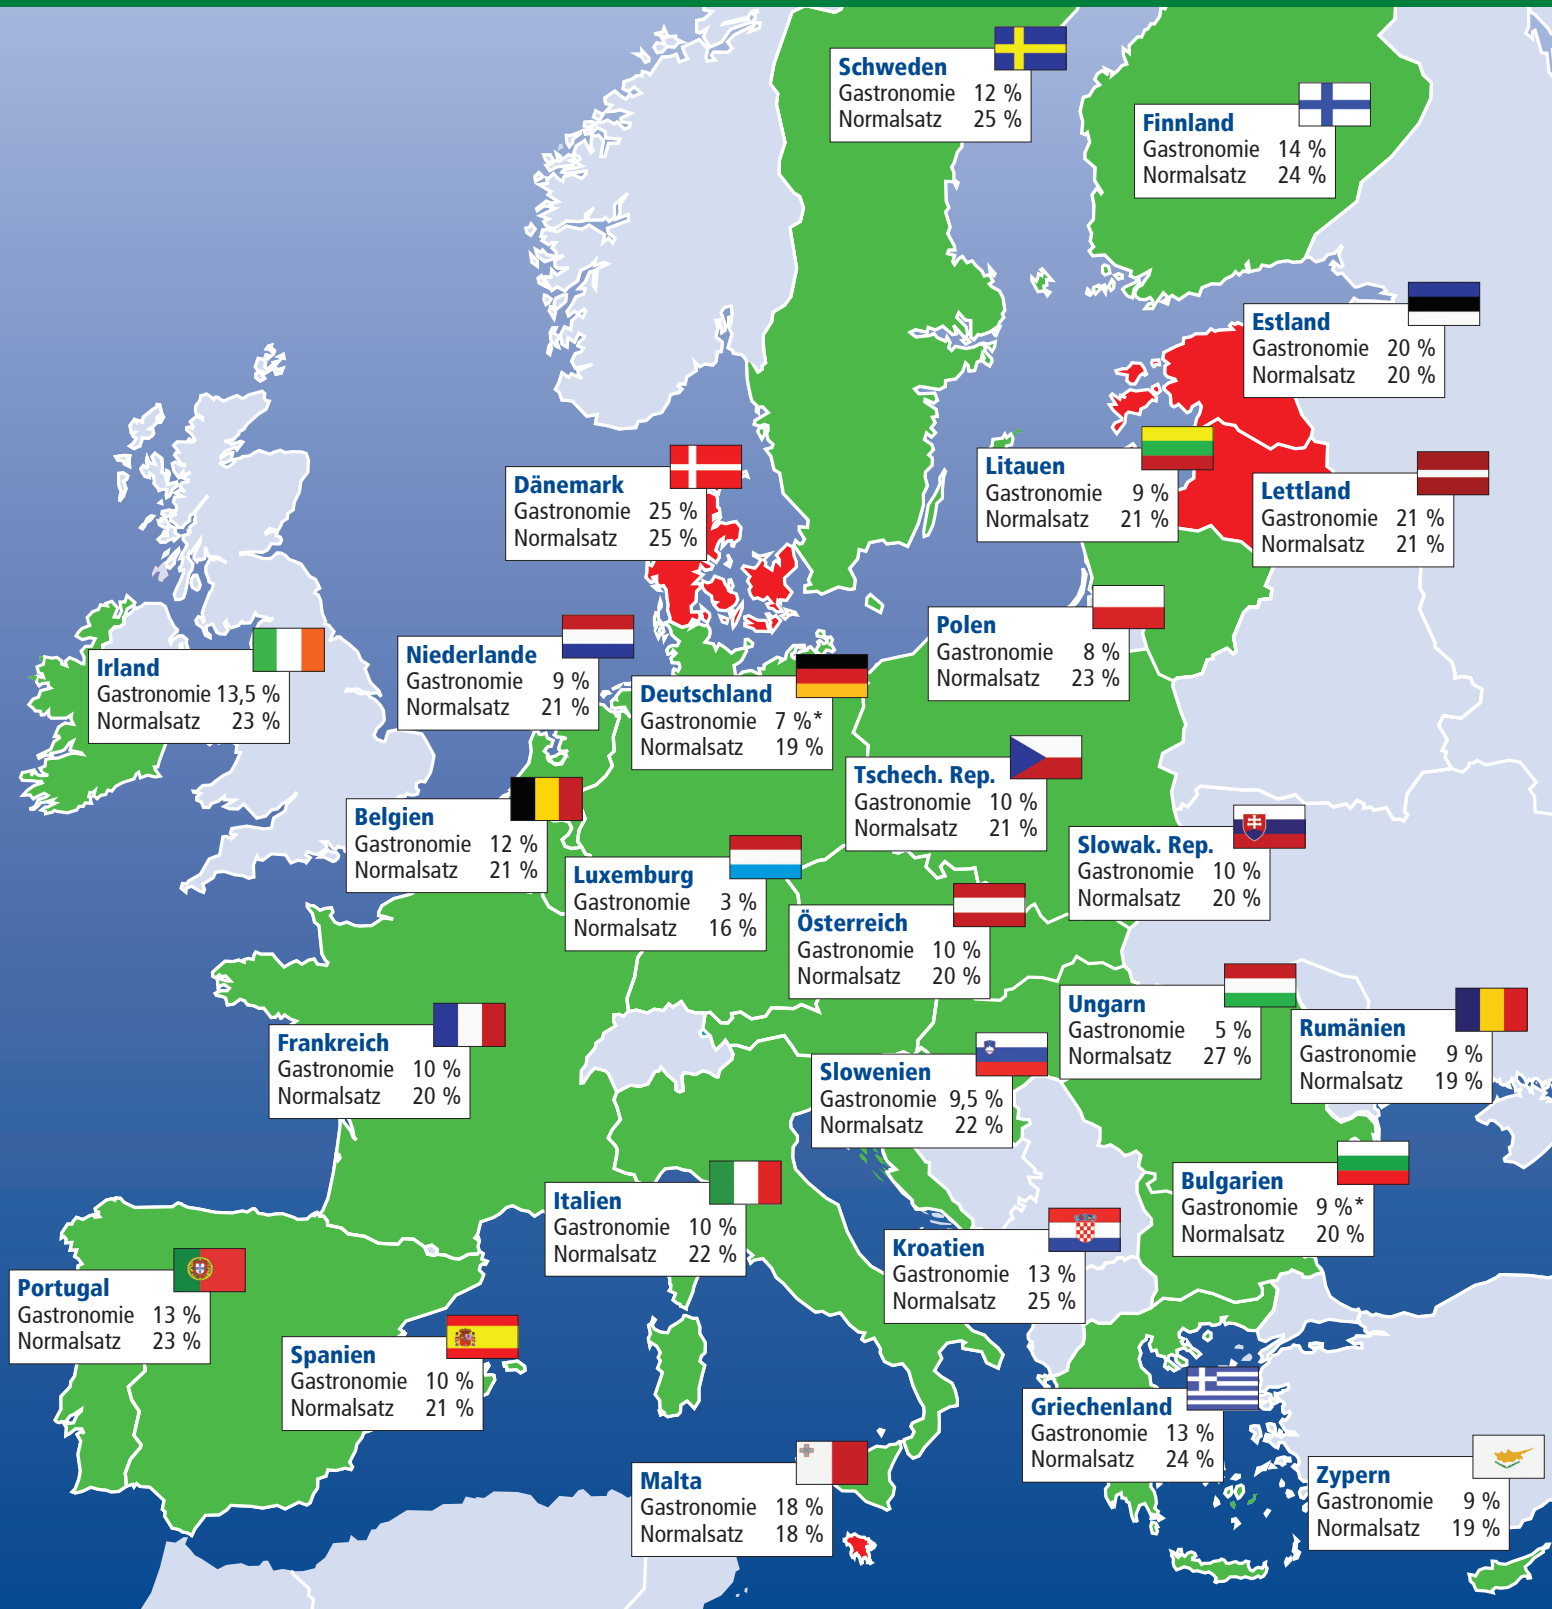 Schweden
Gastronomie 12 %
Normalsatz 25 %
Finnland
Gastronomie 14 %
Normalsatz 24 %
Estland
Gastronomie 20 %
Normalsatz 20 %
Litauen
Gastronomie 9 %
Normalsatz 21 %
Lettland
Gastronomie 21 %
Normalsatz 21 %
Dänemark
Gastronomie 25 %
Normalsatz 25 %
Polen
Gastronomie 8 %
Normalsatz 23 %
Irland
Gastronomie 13,5 %
Normalsatz 23 %
Niederlande
Gastronomie 9 %
Normalsatz 21 %
Deutschland
Gastronomie 7 %*
Normalsatz 19 %
Tschech. Rep.
Gastronomie 10 %
Normalsatz 21 %
Belgien
Gastronomie 12 %
Normalsatz 21 %
Slowak. Rep.
Gastronomie 10 %
Normalsatz 20 %
Luxemburg
Gastronomie 3 %
Normalsatz 16 %
Österreich
Gastronomie 10 %
Normalsatz 20 %
Ungarn
Gastronomie 5 %
Normalsatz 27 %
Rumänien
Gastronomie 9 %
Normalsatz 19 %
Frankreich
Gastronomie 10 %
Normalsatz 20 %
Slowenien
Gastronomie 9,5 %
Normalsatz 22 %
Bulgarien
Gastronomie 9 %*
Normalsatz 20 %
Italien
Gastronomie 10 %
Normalsatz 22 %
Kroatien
Gastronomie 13 %
Normalsatz 25 %
Portugal
Gastronomie 13 %
Normalsatz 23 %
Spanien
Gastronomie 10 %
Normalsatz 21 %
Griechenland
Gastronomie 13 %
Normalsatz 24 %
Malta
Gastronomie 18 %
Normalsatz 18 %
Zypern
Gastronomie 9 %
Normalsatz 19 %